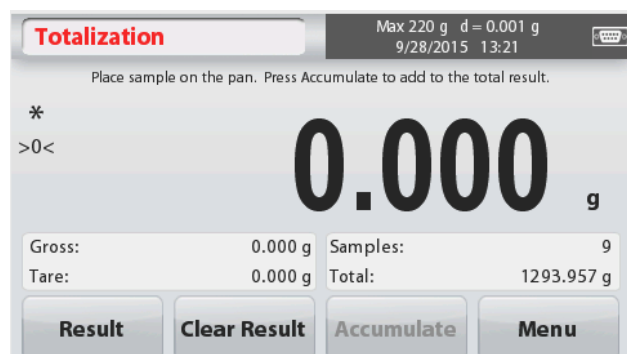 Totalization
Max 220 g d = 0.001 g
9/28/2015 13:21
Place sample on the pan. Press Accumulate to add to the total result.
*
>0<
0.000 g
Gross: 0.000 g Samples: 9
Tare: 0.000 g Total: 1293.957 g
Result Clear Result Accumulate Menu